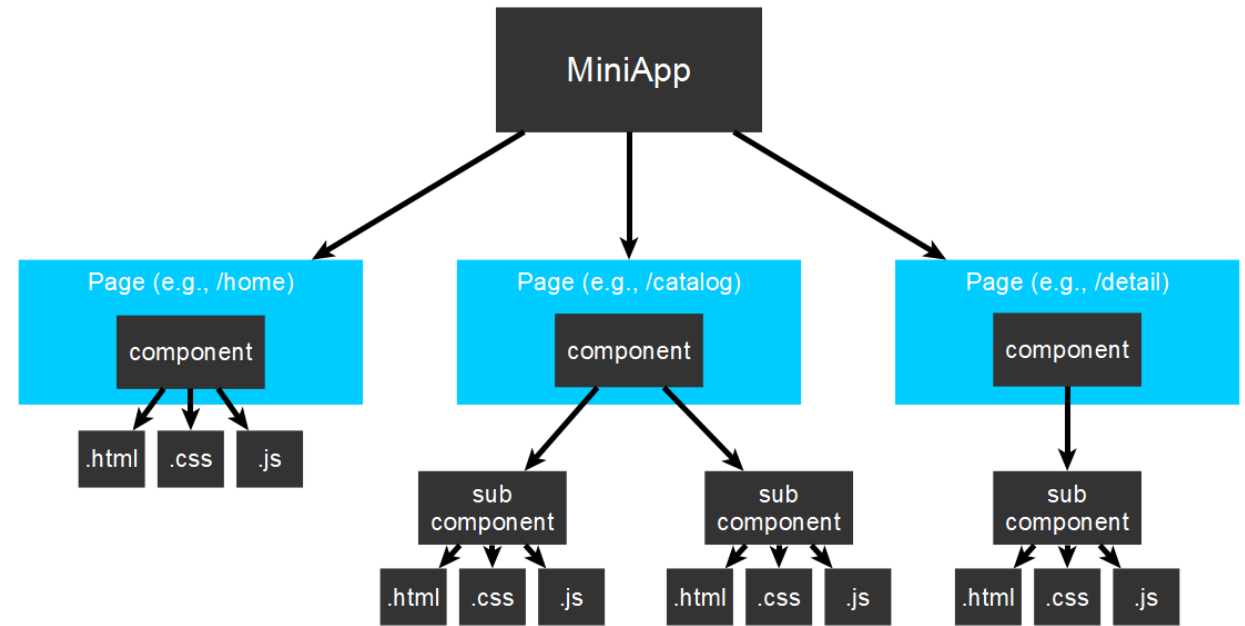 MiniApp
Page (e.g., /home)
component
.html
.css
.js
Page (e.g., /catalog)
component
sub
component
.html
.css
.js
sub
component
.html
.css
.js
Page (e.g., /detail)
component
sub
component
.html
.css
.js